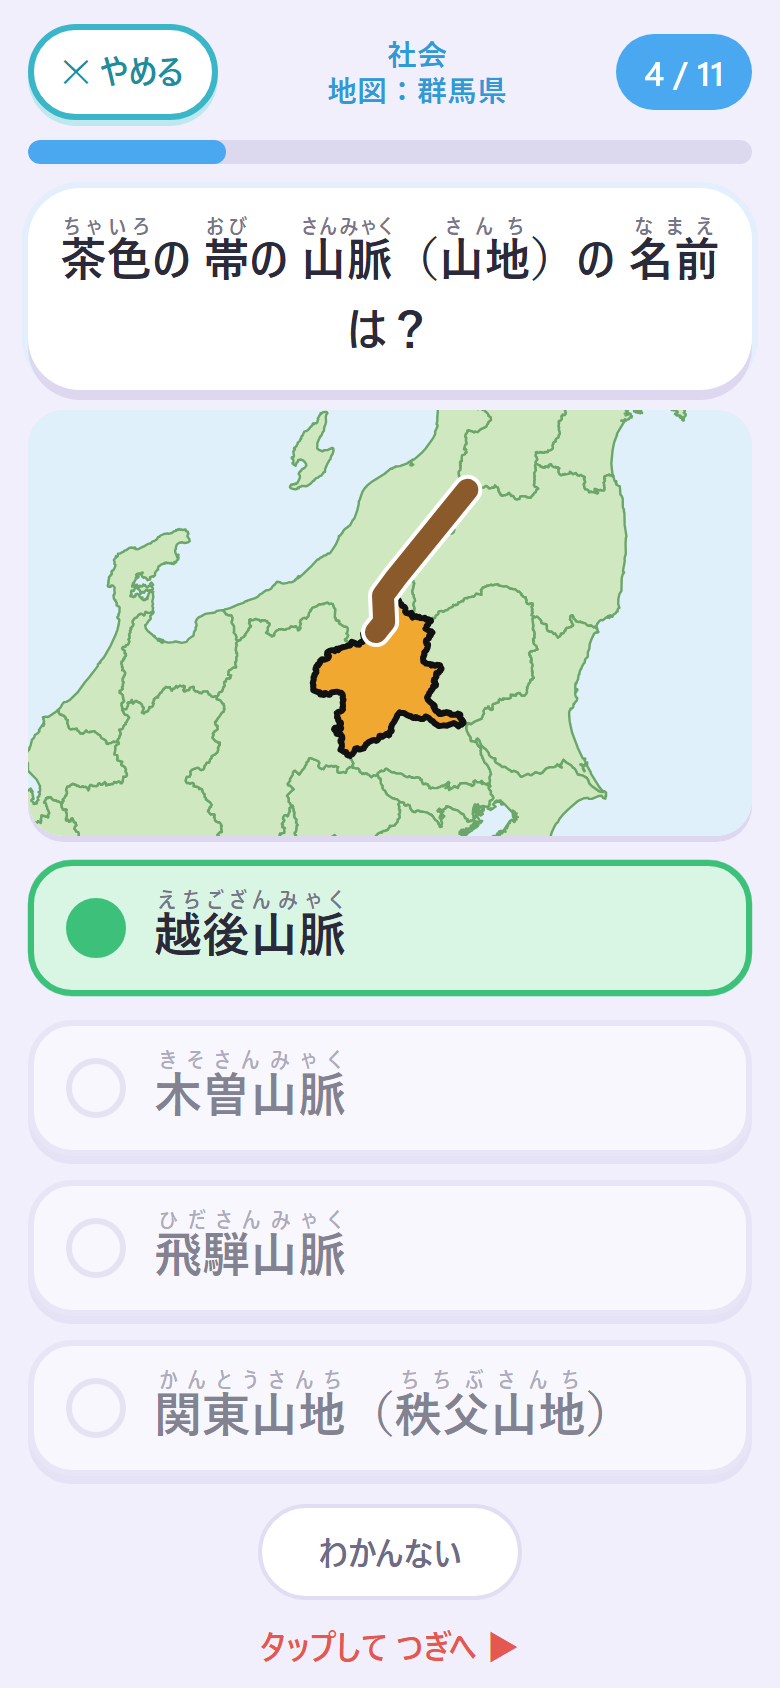 × やめる
社会
地図：群馬県
4 / 11
ちゃいろ おび さんみゃく さんち なまえ
茶色の 帯の 山脈（山地）の 名前
は？
えちござんみゃく
越後山脈
きそさんみゃく
木曽山脈
ひださんみゃく
飛騨山脈
かんとうさんち ちちぶさんち
関東山地（秩父山地）
わかんない
タップして つぎへ ▶